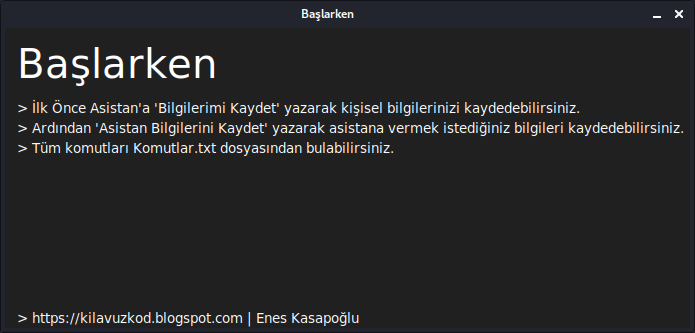 Başlarken
Başlarken
> İlk Önce Asistan'a 'Bilgilerimi Kaydet' yazarak kişisel bilgilerinizi kaydedebilirsiniz.
> Ardından 'Asistan Bilgilerini Kaydet' yazarak asistana vermek istediğiniz bilgileri kaydedebilirsiniz.
> Tüm komutları Komutlar.txt dosyasından bulabilirsiniz.
> https://kilavuzkod.blogspot.com | Enes Kasapoğlu